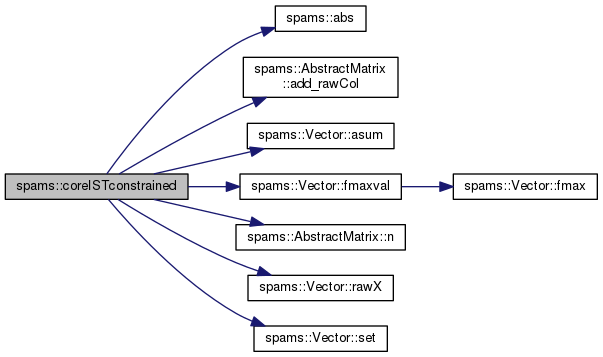 spams::abs
spams::AbstractMatrix
::add_rawCol
spams::Vector::asum
spams::coreISTconstrained
spams::Vector::fmaxval
spams::Vector::fmax
spams::AbstractMatrix::n
spams::Vector::rawX
spams::Vector::set